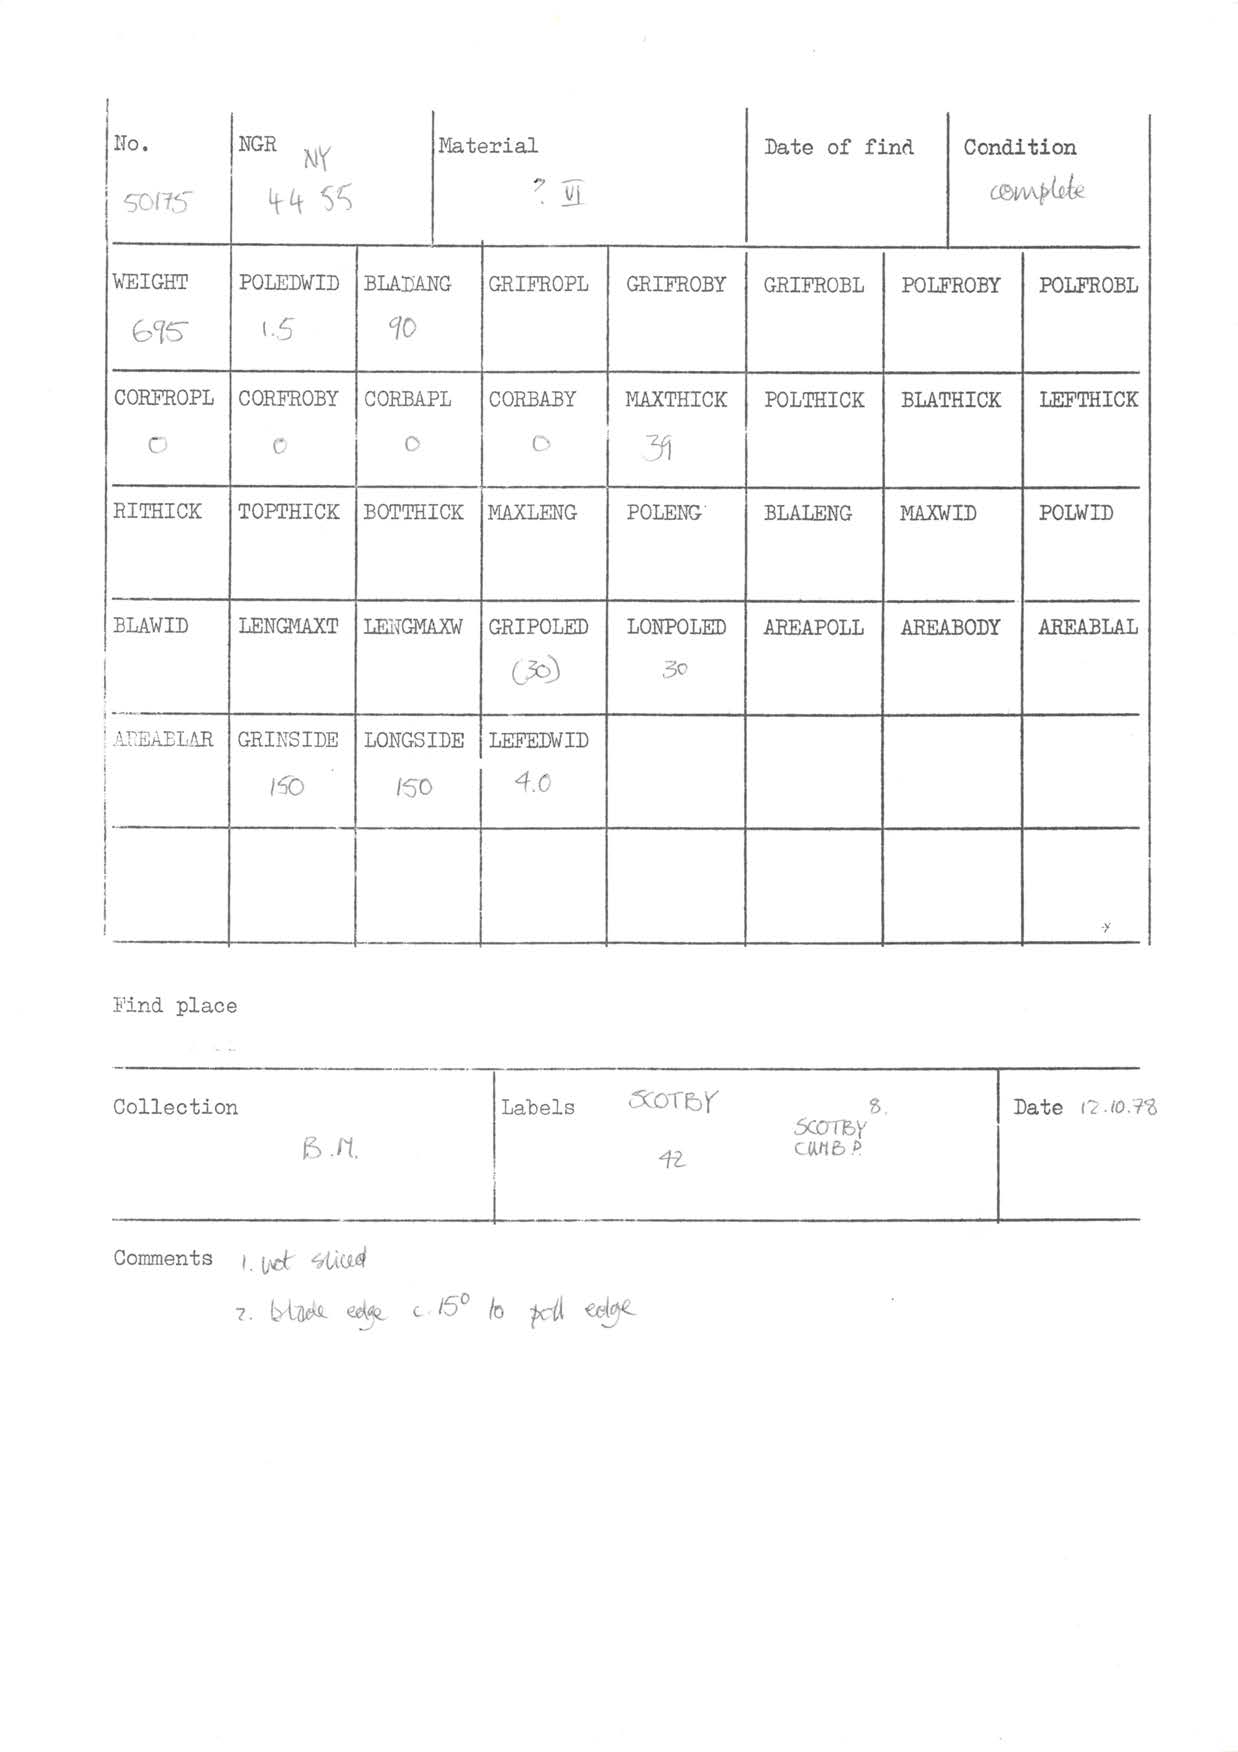 No. NGR Material Date of find Condition
NY
50175 44 55 ? VI complete
WEIGHT POLEDWID BLADANG GRIFROPL GRIFROBY GRIFROBL POLFROBY POLFROBL
695 1.5 90
CORFROPL CORFROBY CORBAPL CORBABY MAXTHICK POLTHICK BLATHICK LEFTHICK
0 0 0 0 39
RITHICK TOPTHICK BOTTHICK MAXLENG POLENG BLALENG MAXWID POLWID
BLAWID LENGMAXT LENGMAXW GRIPOLED LONPOLED AREAPOLL AREABODY AREABLAL
(30) 30
AREABLAR GRINSIDE LONGSIDE LEFEDWID
150 150 4.0
Find place
Collection Labels SCOTBY 8. Date 12.10.78
SCOTBY
B.M. 42 CUMB
Comments 1. not sliced
2. blade edge c. 15° to poll edge